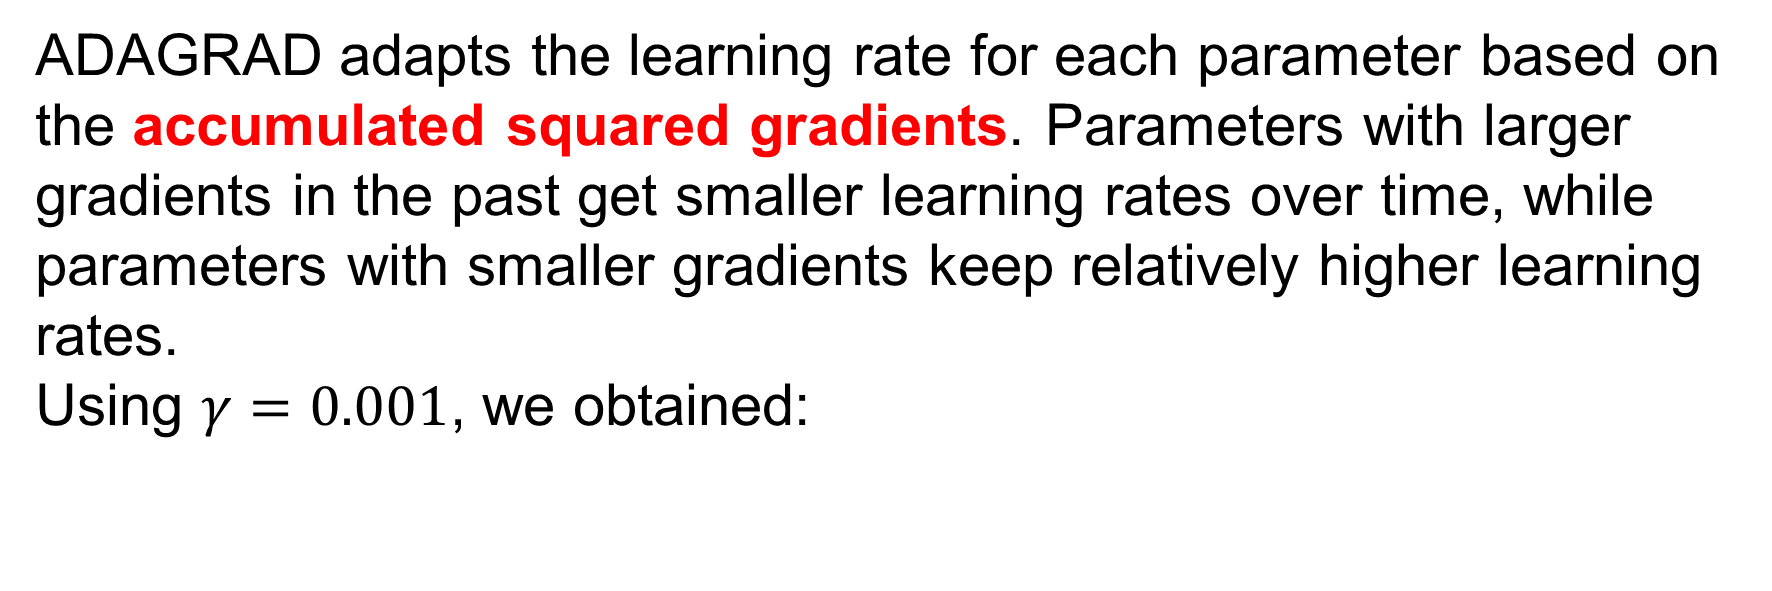 ADAGRAD adapts the learning rate for each parameter based on
the accumulated squared gradients. Parameters with larger
gradients in the past get smaller learning rates over time, while
parameters with smaller gradients keep relatively higher learning
rates.
Using 𝛾 = 0.001, we obtained: